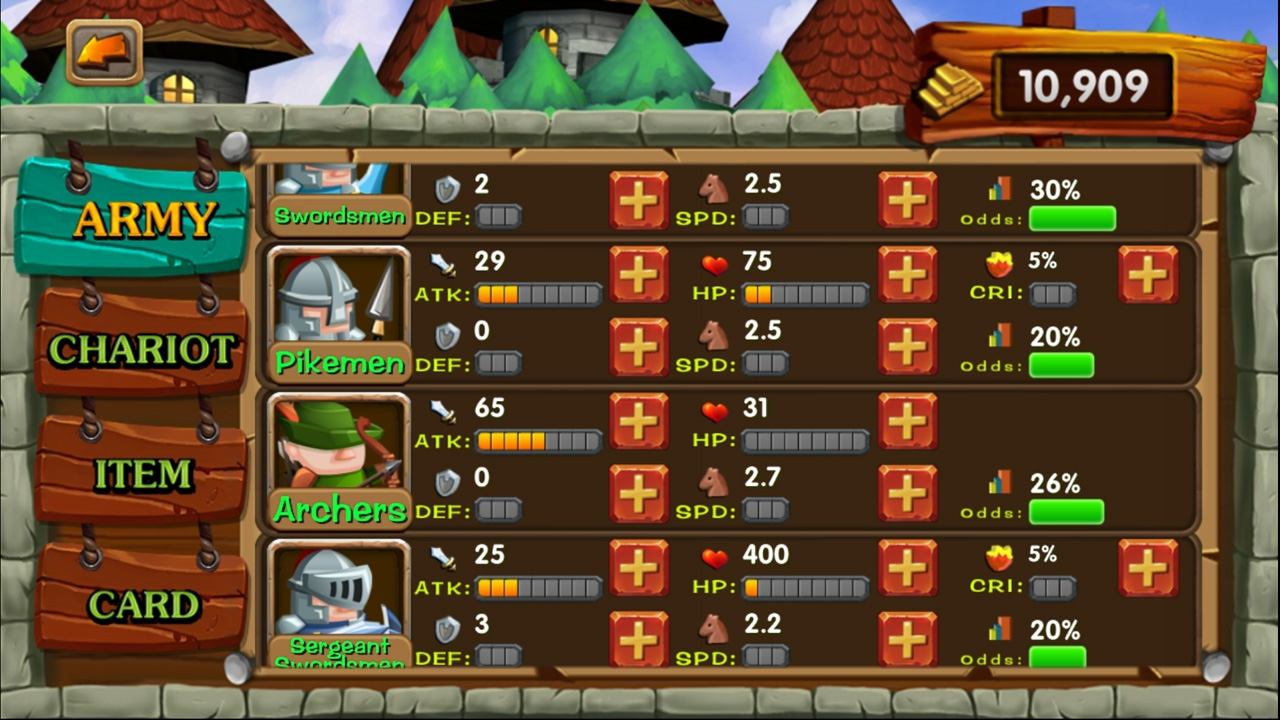 10,909
ARMY
CHARIOT
ITEM
CARD
Swordsmen
2
DEF:
2.5
SPD:
30%
Odds:
Pikemen
29
ATK:
75
HP:
5%
CRI:
0
DEF:
2.5
SPD:
20%
Odds:
Archers
65
ATK:
31
HP:
0
DEF:
2.7
SPD:
26%
Odds:
Sergeant
Swordsmen
25
ATK:
400
HP:
5%
CRI:
3
DEF:
2.2
SPD:
20%
Odds: